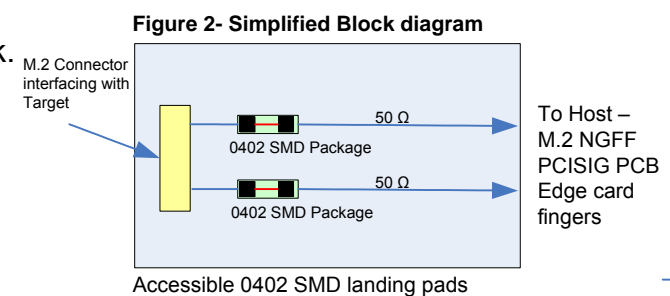 Figure 2- Simplified Block diagram
k.
M.2 Connector
interfacing with
Target
50 Ω
0402 SMD Package
50 Ω
0402 SMD Package
To Host –
M.2 NGFF
PCISIG PCB
Edge card
fingers
Accessible 0402 SMD landing pads